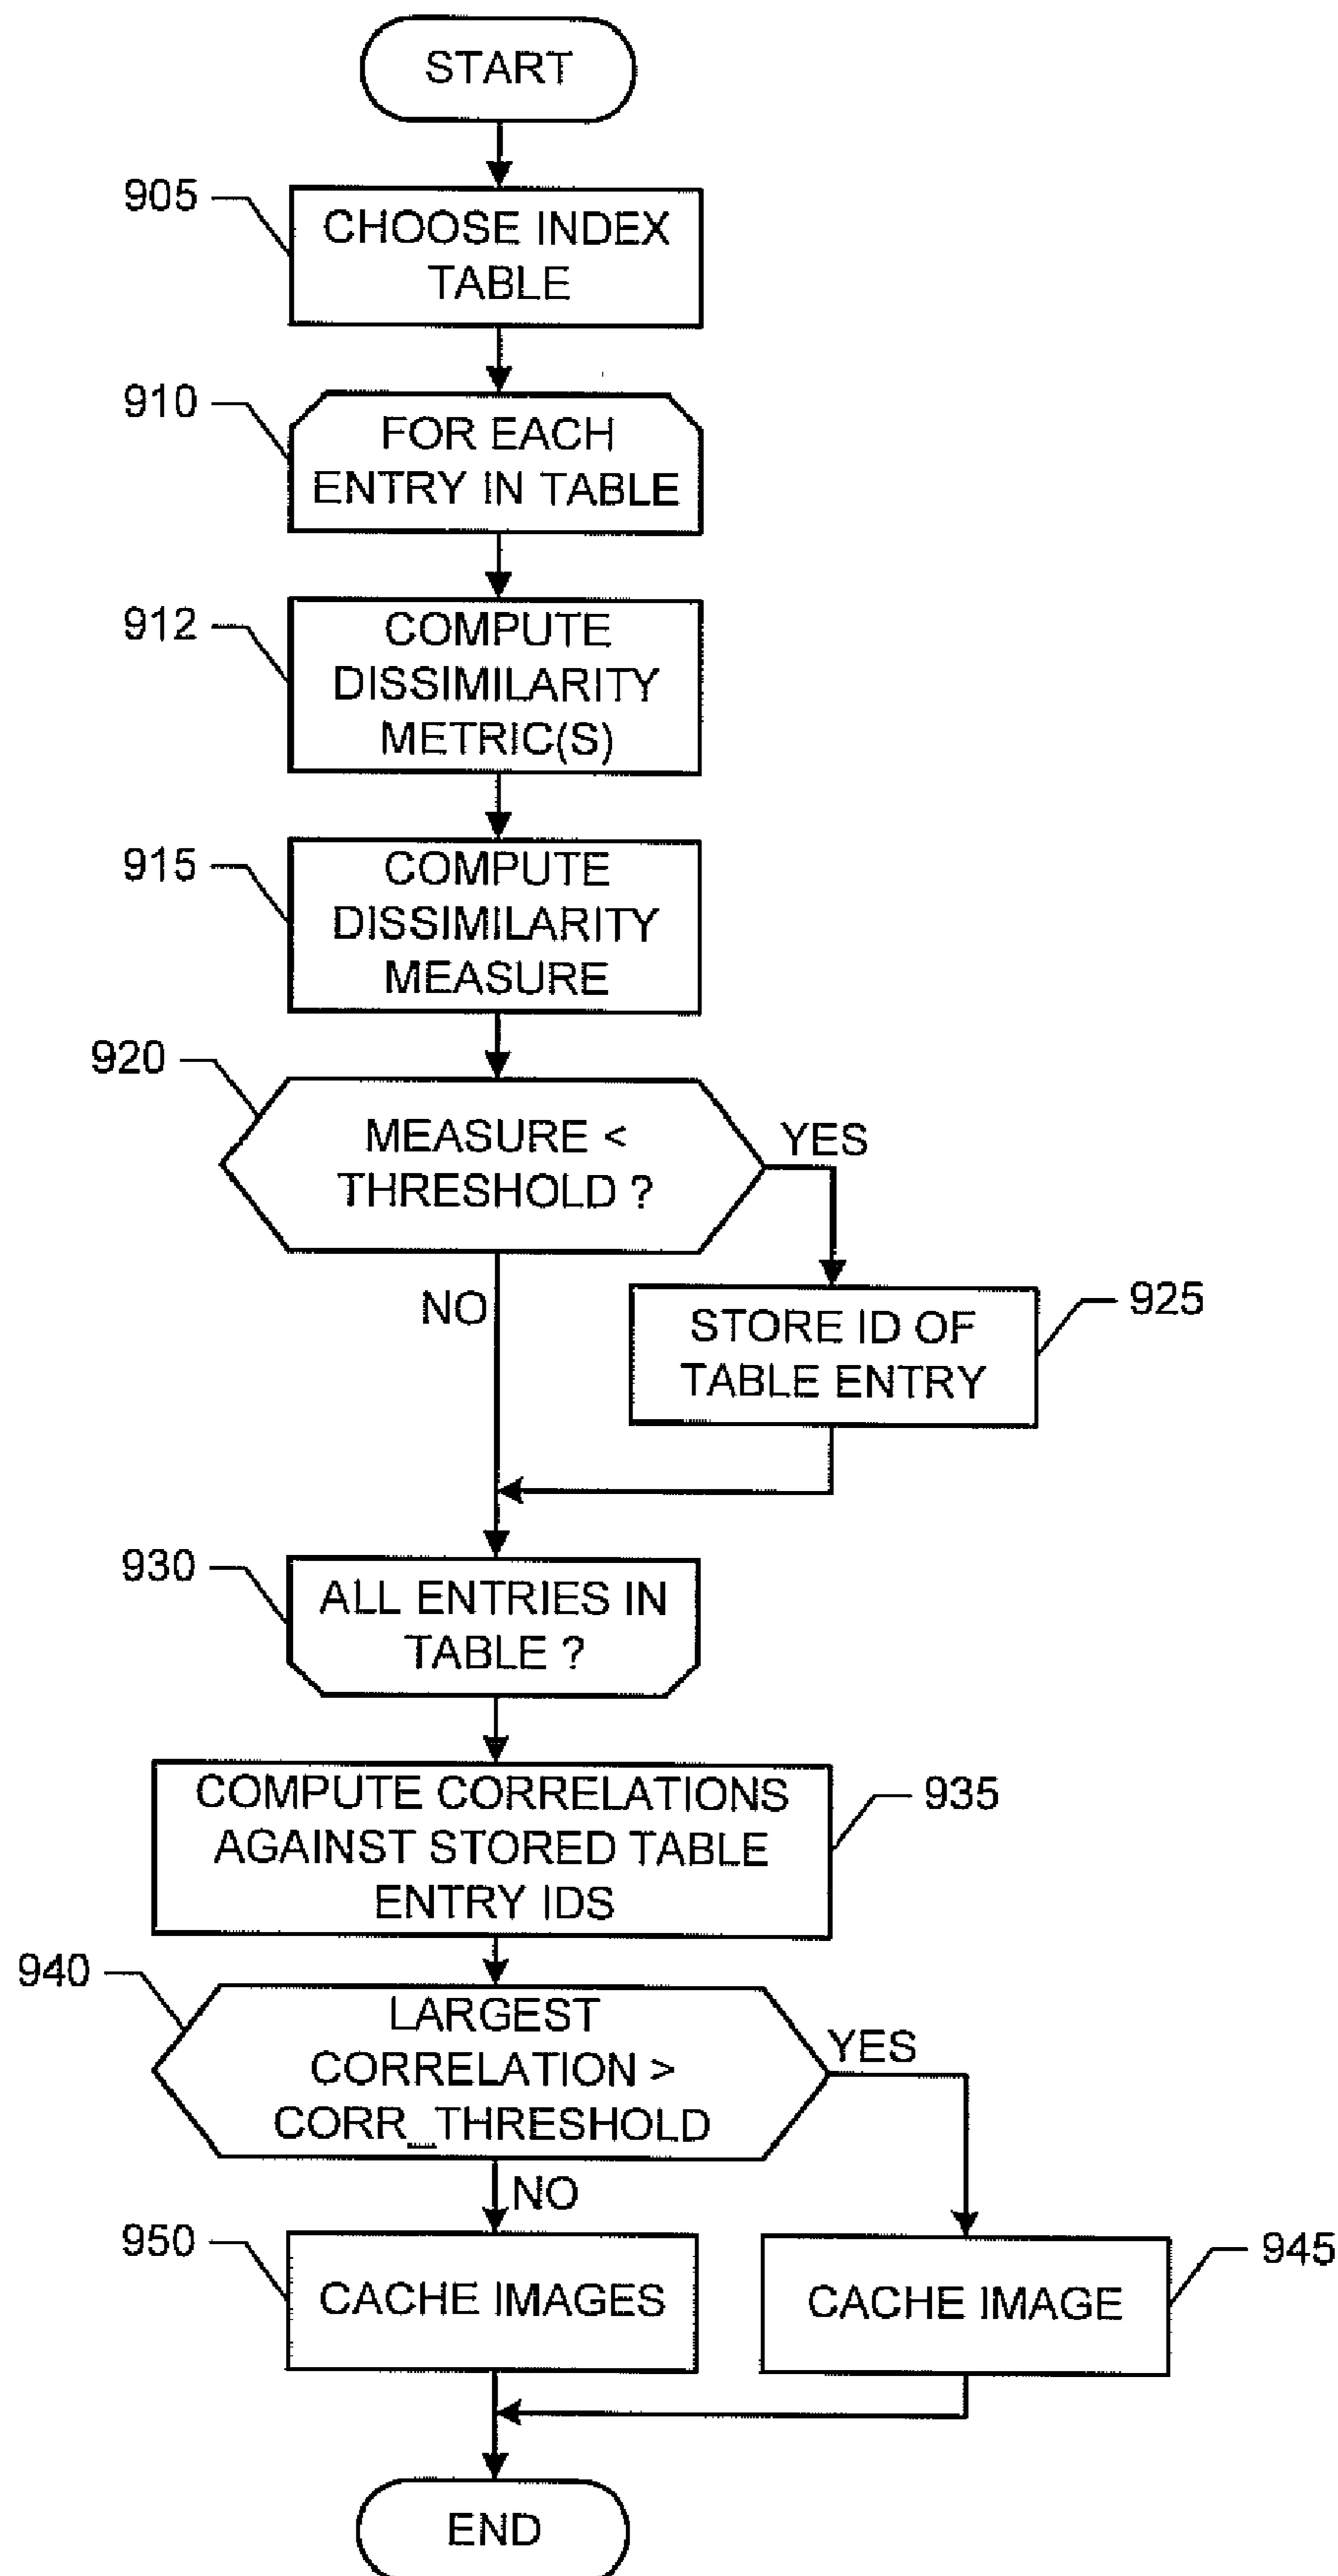 START
905
CHOOSE INDEX
TABLE
910
FOR EACH
ENTRY IN TABLE
912
COMPUTE
DISSIMILARITY
METRIC(S)
915
COMPUTE
DISSIMILARITY
MEASURE
920
MEASURE <
THRESHOLD ?
YES
NO
925
STORE ID OF
TABLE ENTRY
930
ALL ENTRIES IN
TABLE ?
COMPUTE CORRELATIONS
AGAINST STORED TABLE
ENTRY IDS
935
940
LARGEST
CORRELATION >
CORR_THRESHOLD
YES
NO
950
CACHE IMAGES
CACHE IMAGE
945
END